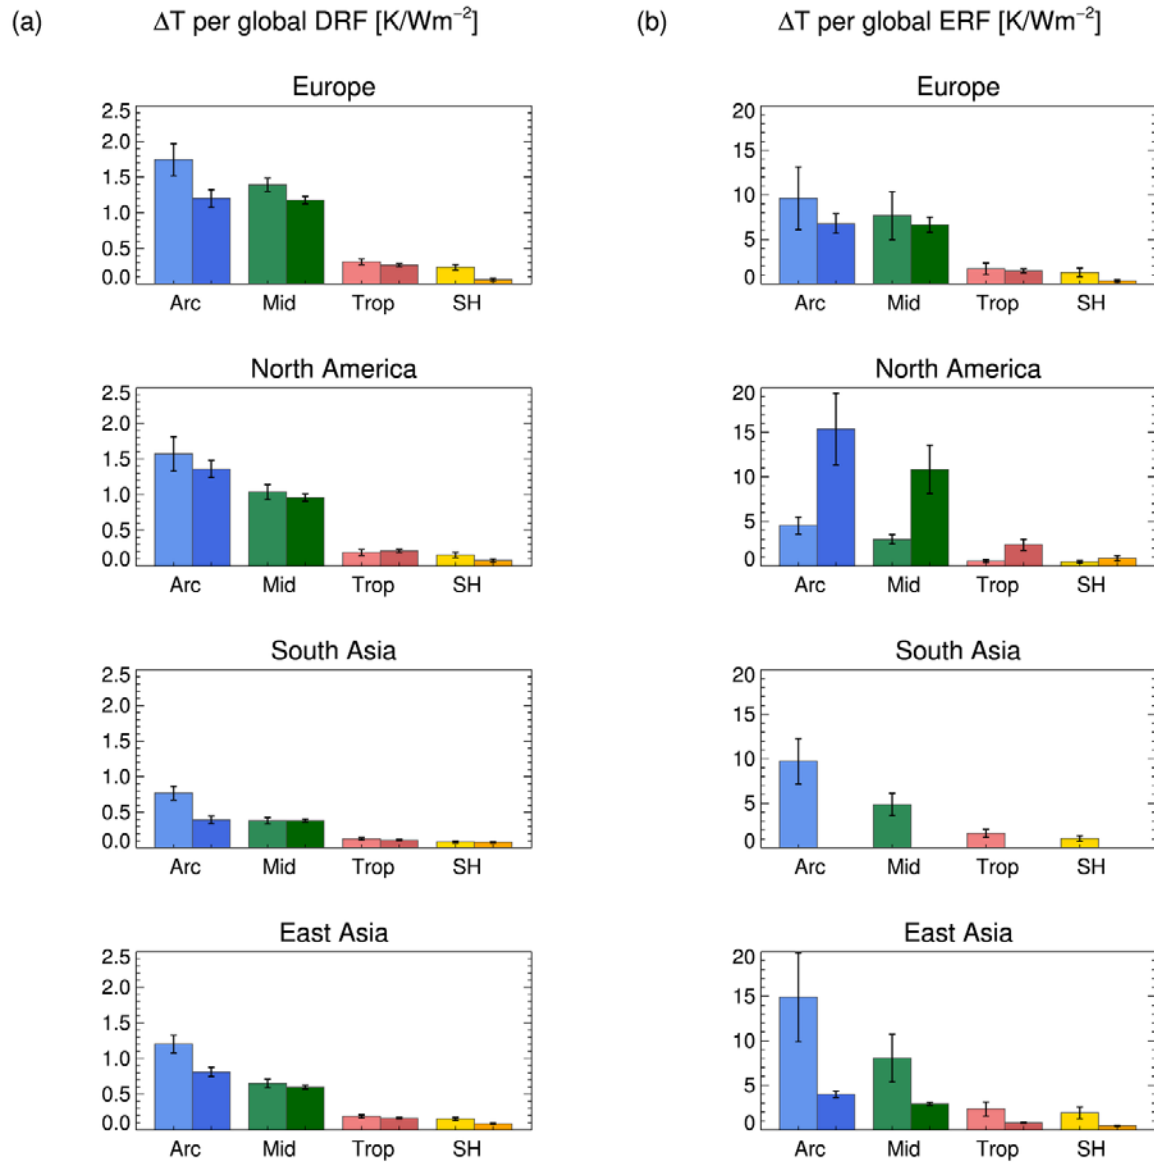 (a) ΔT per global DRF [K/Wm⁻²]
Europe
2.5
2.0
1.5
1.0
0.5
0.0
Arc Mid Trop SH
North America
2.5
2.0
1.5
1.0
0.5
0.0
Arc Mid Trop SH
South Asia
2.5
2.0
1.5
1.0
0.5
0.0
Arc Mid Trop SH
East Asia
2.5
2.0
1.5
1.0
0.5
0.0
Arc Mid Trop SH
(b) ΔT per global ERF [K/Wm⁻²]
Europe
20
15
10
5
0
Arc Mid Trop SH
North America
20
15
10
5
0
Arc Mid Trop SH
South Asia
20
15
10
5
0
Arc Mid Trop SH
East Asia
20
15
10
5
0
Arc Mid Trop SH